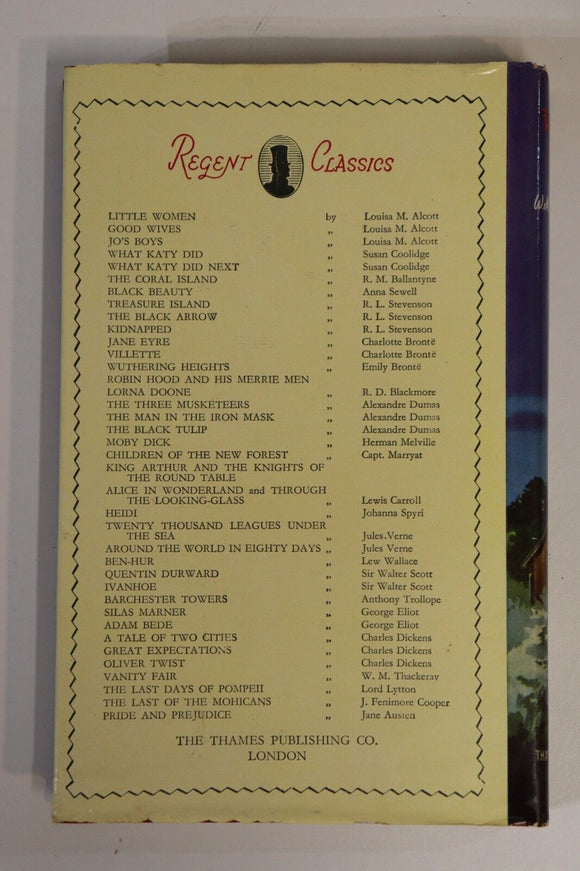 REGENT CLASSICS
LITTLE WOMEN by Louisa M. Alcott
GOOD WIVES „ Louisa M. Alcott
JO'S BOYS „ Louisa M. Alcott
WHAT KATY DID „ Susan Coolidge
WHAT KATY DID NEXT „ Susan Coolidge
THE CORAL ISLAND „ R. M. Ballantyne
BLACK BEAUTY „ Anna Sewell
TREASURE ISLAND „ R. L. Stevenson
THE BLACK ARROW „ R. L. Stevenson
KIDNAPPED „ R. L. Stevenson
JANE EYRE „ Charlotte Brontë
VILLETTE „ Charlotte Brontë
WUTHERING HEIGHTS „ Emily Brontë
ROBIN HOOD AND HIS MERRIE MEN
LORNA DOONE „ R. D. Blackmore
THE THREE MUSKETEERS „ Alexandre Dumas
THE MAN IN THE IRON MASK „ Alexandre Dumas
THE BLACK TULIP „ Alexandre Dumas
MOBY DICK „ Herman Melville
CHILDREN OF THE NEW FOREST „ Capt. Marryat
KING ARTHUR AND THE KNIGHTS OF
THE ROUND TABLE
ALICE IN WONDERLAND and THROUGH
THE LOOKING-GLASS „ Lewis Carroll
HEIDI „ Johanna Spyri
TWENTY THOUSAND LEAGUES UNDER
THE SEA „ Jules Verne
AROUND THE WORLD IN EIGHTY DAYS „ Jules Verne
BEN-HUR „ Lew Wallace
QUENTIN DURWARD „ Sir Walter Scott
IVANHOE „ Sir Walter Scott
BARCHESTER TOWERS „ Anthony Trollope
SILAS MARNER „ George Eliot
ADAM BEDE „ George Eliot
A TALE OF TWO CITIES „ Charles Dickens
GREAT EXPECTATIONS „ Charles Dickens
OLIVER TWIST „ Charles Dickens
VANITY FAIR „ W. M. Thackeray
THE LAST DAYS OF POMPEII „ Lord Lytton
THE LAST OF THE MOHICANS „ J. Fenimore Cooper
PRIDE AND PREJUDICE „ Jane Austen
THE THAMES PUBLISHING CO.
LONDON